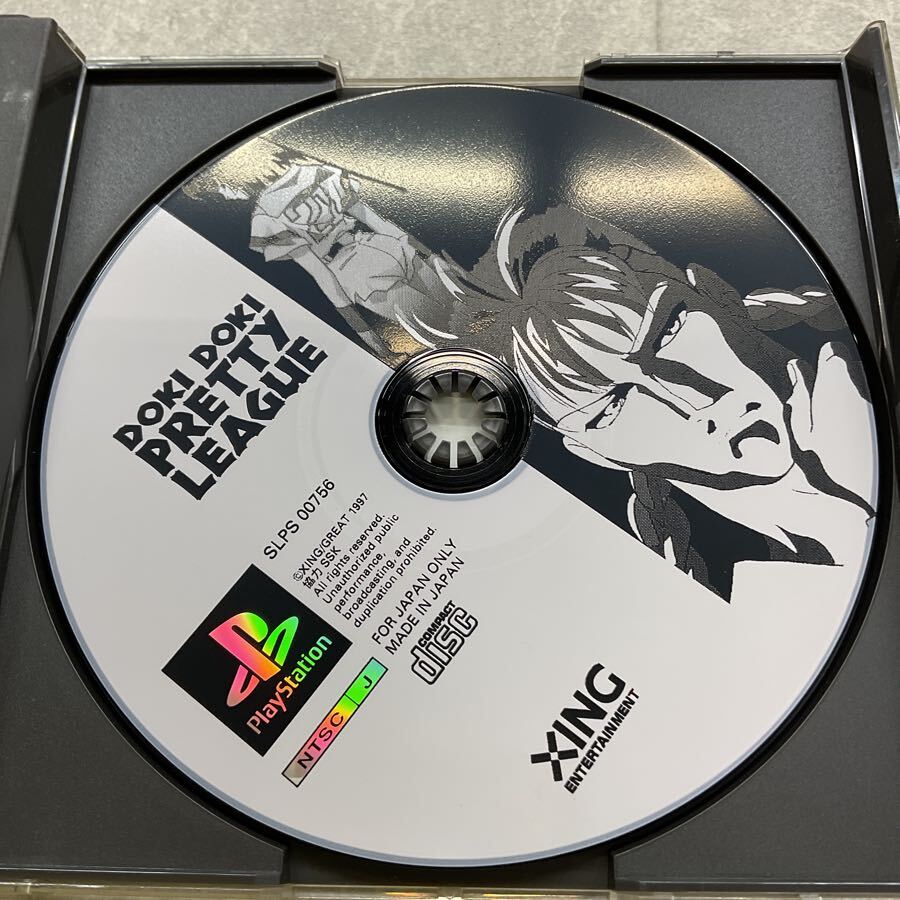 DOKI DOKI
PRETTY
LEAGUE
SLPS 00756
©XING/GREAT 1997
協力 SSK
All rights reserved.
Unauthorized public
performance,
broadcasting, and
duplication prohibited.
FOR JAPAN ONLY
MADE IN JAPAN
PlayStation
NTSC J
COMPACT
disc
XING
ENTERTAINMENT